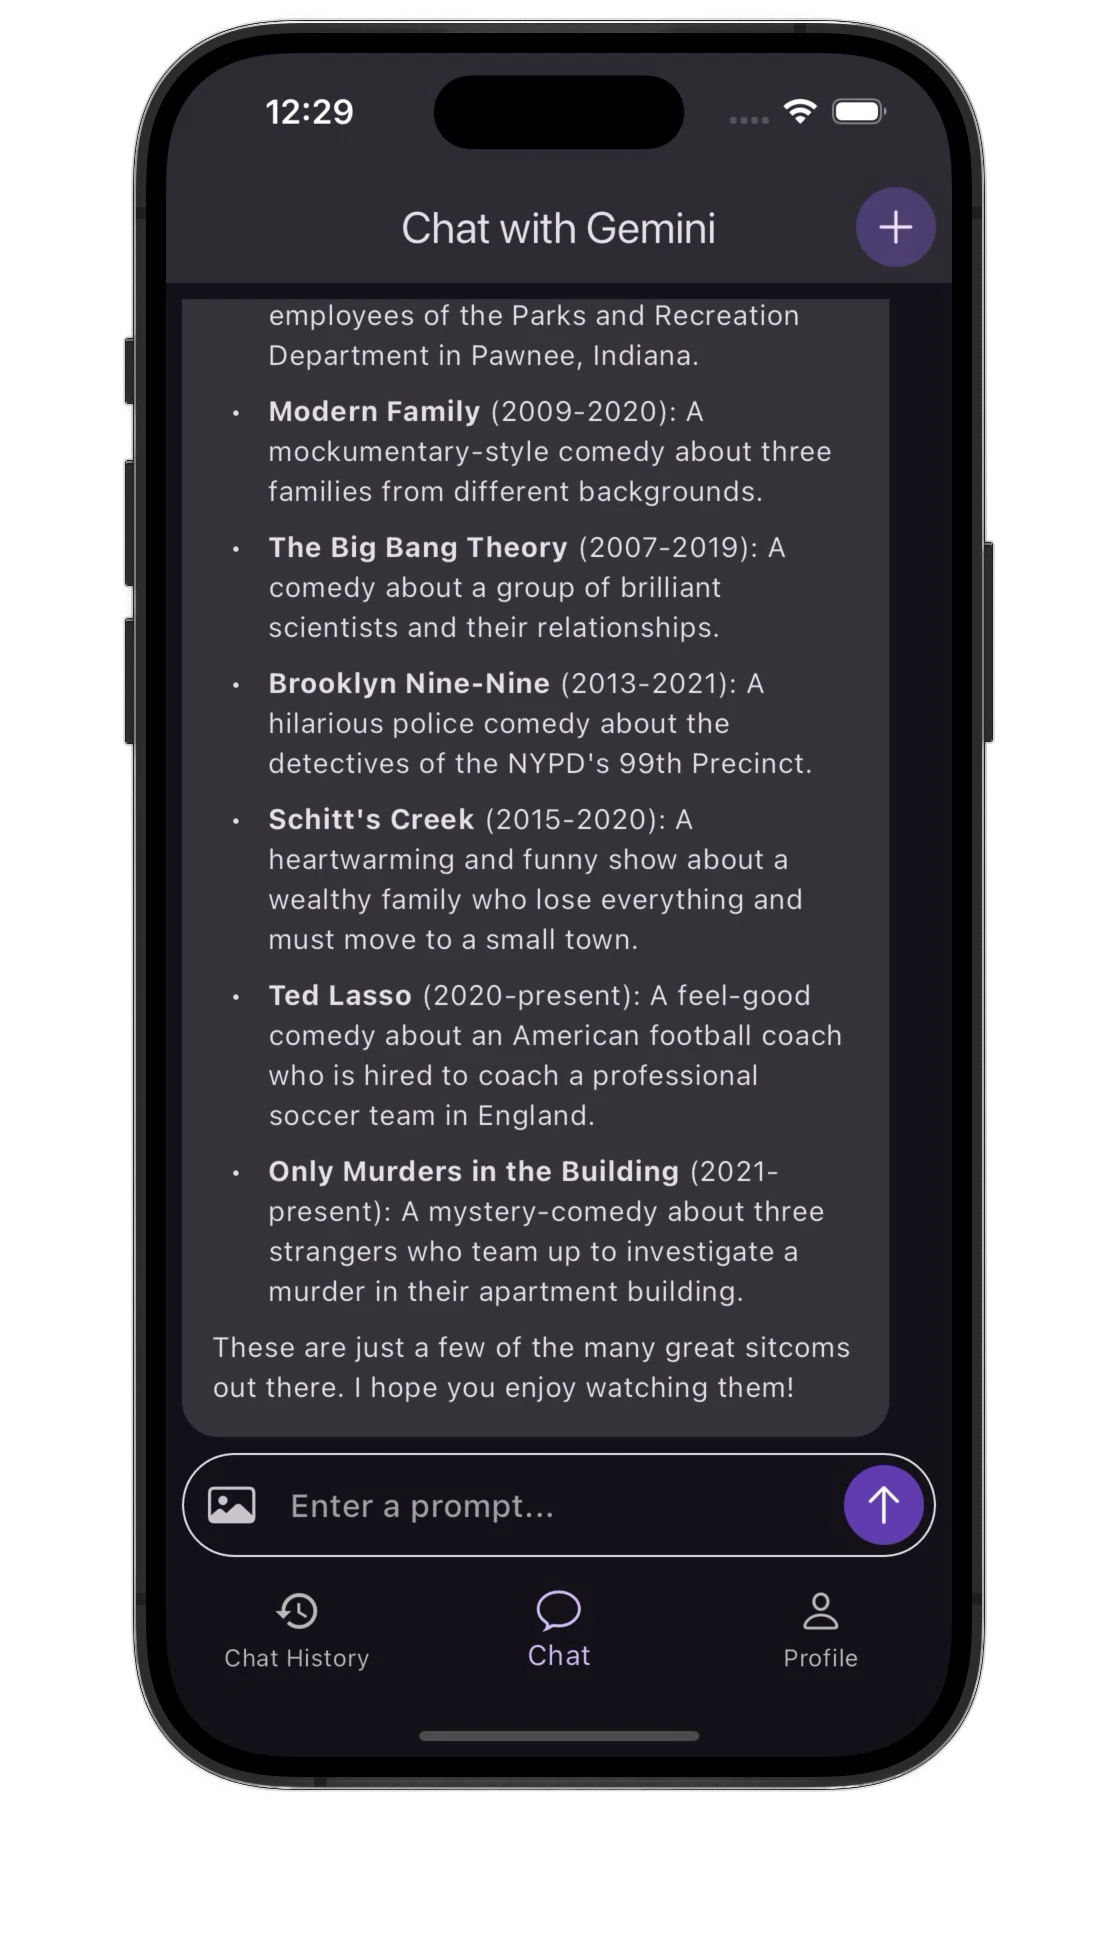 12:29
Chat with Gemini
employees of the Parks and Recreation
Department in Pawnee, Indiana.
• Modern Family (2009-2020): A
mockumentary-style comedy about three
families from different backgrounds.
• The Big Bang Theory (2007-2019): A
comedy about a group of brilliant
scientists and their relationships.
• Brooklyn Nine-Nine (2013-2021): A
hilarious police comedy about the
detectives of the NYPD's 99th Precinct.
• Schitt's Creek (2015-2020): A
heartwarming and funny show about a
wealthy family who lose everything and
must move to a small town.
• Ted Lasso (2020-present): A feel-good
comedy about an American football coach
who is hired to coach a professional
soccer team in England.
• Only Murders in the Building (2021-
present): A mystery-comedy about three
strangers who team up to investigate a
murder in their apartment building.
These are just a few of the many great sitcoms
out there. I hope you enjoy watching them!
Enter a prompt...
Chat History
Chat
Profile